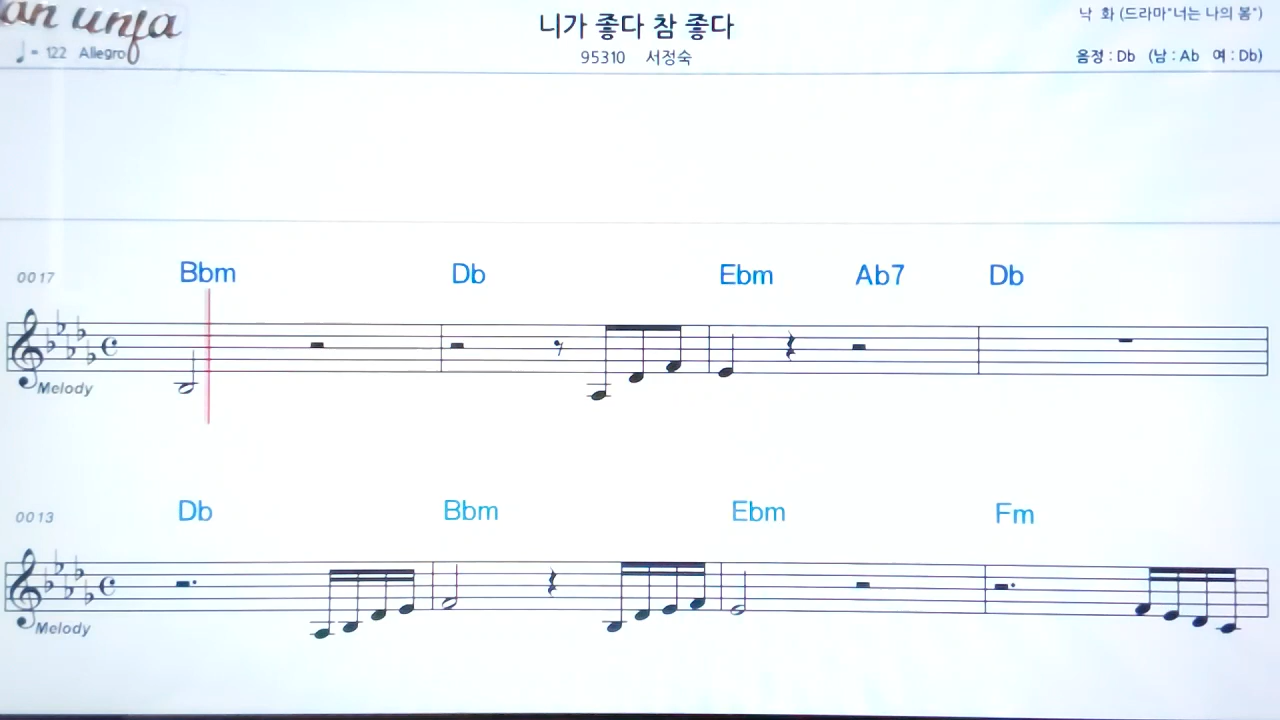 an unfa
니가 좋다 참 좋다
낙 화 (드라마"너는 나의 봄")
♩= 122 Allegro
95310 서정숙
음정 : Db (남 : Ab 여 : Db)
0017
Bbm Db Ebm Ab7 Db
Melody
0013
Db Bbm Ebm Fm
Melody